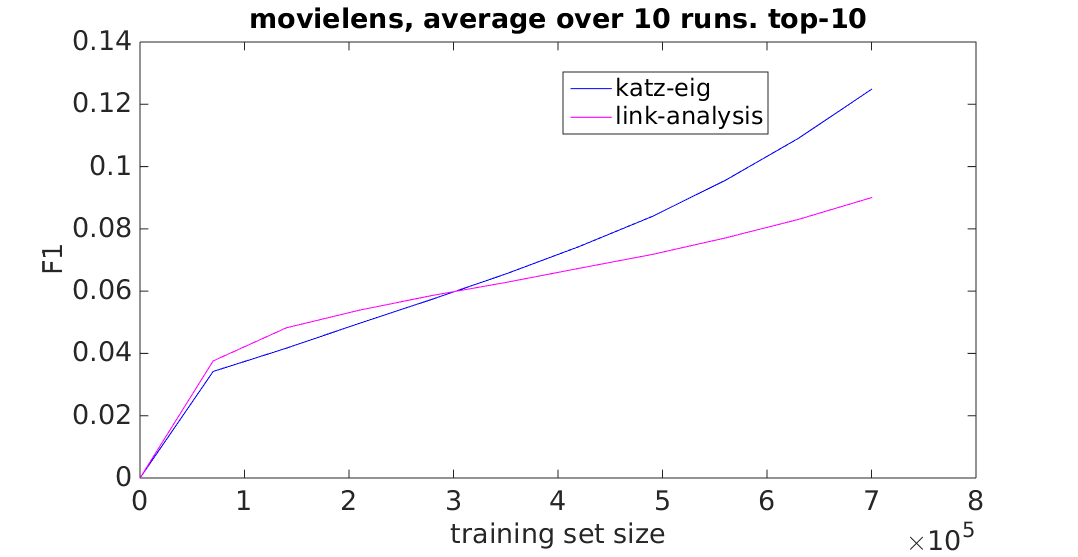 movielens, average over 10 runs. top-10
0.14
0.12
0.1
0.08
0.06
0.04
0.02
0
F1
katz-eig
link-analysis
0 1 2 3 4 5 6 7 8
training set size
×10^5